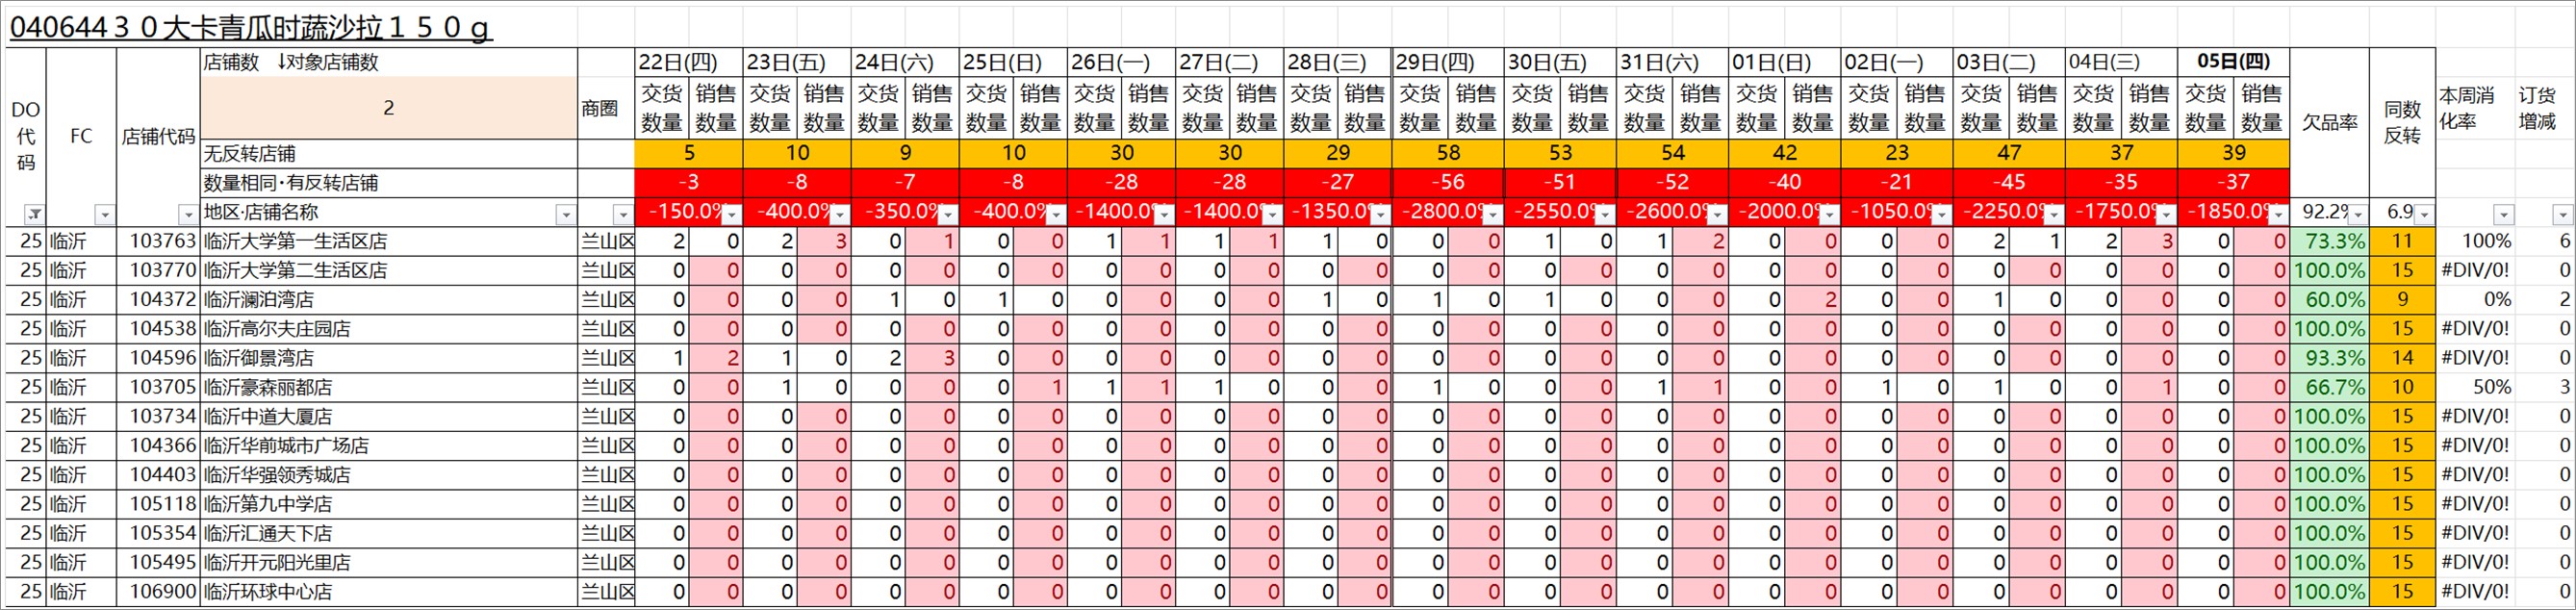 040644３０大卡青瓜时蔬沙拉１５０ｇ
DO代码 FC 店铺代码 店铺数 ↓对象店铺数 商圈 22日(四) 23日(五) 24日(六) 25日(日) 26日(一) 27日(二) 28日(三) 29日(四) 30日(五) 31日(六) 01日(日) 02日(一) 03日(二) 04日(三) 05日(四) 欠品率 同数反转 本周消化率 订货增减
2 交货数量 销售数量 交货数量 销售数量 交货数量 销售数量 交货数量 销售数量 交货数量 销售数量 交货数量 销售数量 交货数量 销售数量 交货数量 销售数量 交货数量 销售数量 交货数量 销售数量 交货数量 销售数量 交货数量 销售数量 交货数量 销售数量 交货数量 销售数量 交货数量 销售数量
无反转店铺 5 10 9 10 30 30 29 58 53 54 42 23 47 37 39
数量相同·有反转店铺 -3 -8 -7 -8 -28 -28 -27 -56 -51 -52 -40 -21 -45 -35 -37
地区·店铺名称 -150.0% -400.0% -350.0% -400.0% -1400.0% -1400.0% -1350.0% -2800.0% -2550.0% -2600.0% -2000.0% -1050.0% -2250.0% -1750.0% -1850.0% 92.2% 6.9
25 临沂 103763 临沂大学第一生活区店 兰山区 2 0 2 3 0 1 0 0 1 1 1 1 1 0 0 0 1 0 1 2 0 0 0 0 2 1 2 3 0 0 73.3% 11 100% 6
25 临沂 103770 临沂大学第二生活区店 兰山区 0 0 0 0 0 0 0 0 0 0 0 0 0 0 0 0 0 0 0 0 0 0 0 0 0 0 0 0 0 0 100.0% 15 #DIV/0! 0
25 临沂 104372 临沂澜泊湾店 兰山区 0 0 0 0 1 0 1 0 0 0 0 0 1 0 1 0 1 0 0 0 0 2 0 0 1 0 0 0 0 0 60.0% 9 0% 2
25 临沂 104538 临沂高尔夫庄园店 兰山区 0 0 0 0 0 0 0 0 0 0 0 0 0 0 0 0 0 0 0 0 0 0 0 0 0 0 0 0 0 0 100.0% 15 #DIV/0! 0
25 临沂 104596 临沂御景湾店 兰山区 1 2 1 0 2 3 0 0 0 0 0 0 0 0 0 0 0 0 0 0 0 0 0 0 0 0 0 0 0 0 93.3% 14 #DIV/0! 0
25 临沂 103705 临沂豪森丽都店 兰山区 0 0 1 0 0 0 0 1 1 1 1 0 0 0 1 0 0 0 1 1 0 0 1 0 1 0 0 1 0 0 66.7% 10 50% 3
25 临沂 103734 临沂中道大厦店 兰山区 0 0 0 0 0 0 0 0 0 0 0 0 0 0 0 0 0 0 0 0 0 0 0 0 0 0 0 0 0 0 100.0% 15 #DIV/0! 0
25 临沂 104366 临沂华前城市广场店 兰山区 0 0 0 0 0 0 0 0 0 0 0 0 0 0 0 0 0 0 0 0 0 0 0 0 0 0 0 0 0 0 100.0% 15 #DIV/0! 0
25 临沂 104403 临沂华强领秀城店 兰山区 0 0 0 0 0 0 0 0 0 0 0 0 0 0 0 0 0 0 0 0 0 0 0 0 0 0 0 0 0 0 100.0% 15 #DIV/0! 0
25 临沂 105118 临沂第九中学店 兰山区 0 0 0 0 0 0 0 0 0 0 0 0 0 0 0 0 0 0 0 0 0 0 0 0 0 0 0 0 0 0 100.0% 15 #DIV/0! 0
25 临沂 105354 临沂汇通天下店 兰山区 0 0 0 0 0 0 0 0 0 0 0 0 0 0 0 0 0 0 0 0 0 0 0 0 0 0 0 0 0 0 100.0% 15 #DIV/0! 0
25 临沂 105495 临沂开元阳光里店 兰山区 0 0 0 0 0 0 0 0 0 0 0 0 0 0 0 0 0 0 0 0 0 0 0 0 0 0 0 0 0 0 100.0% 15 #DIV/0! 0
25 临沂 106900 临沂环球中心店 兰山区 0 0 0 0 0 0 0 0 0 0 0 0 0 0 0 0 0 0 0 0 0 0 0 0 0 0 0 0 0 0 100.0% 15 #DIV/0! 0